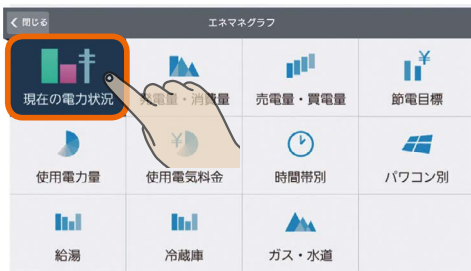 閉じる
エネマネグラフ
現在の電力状況
発電量・消費量
売電量・買電量
節電目標
使用電力量
使用電気料金
時間帯別
パワコン別
給湯
冷蔵庫
ガス・水道